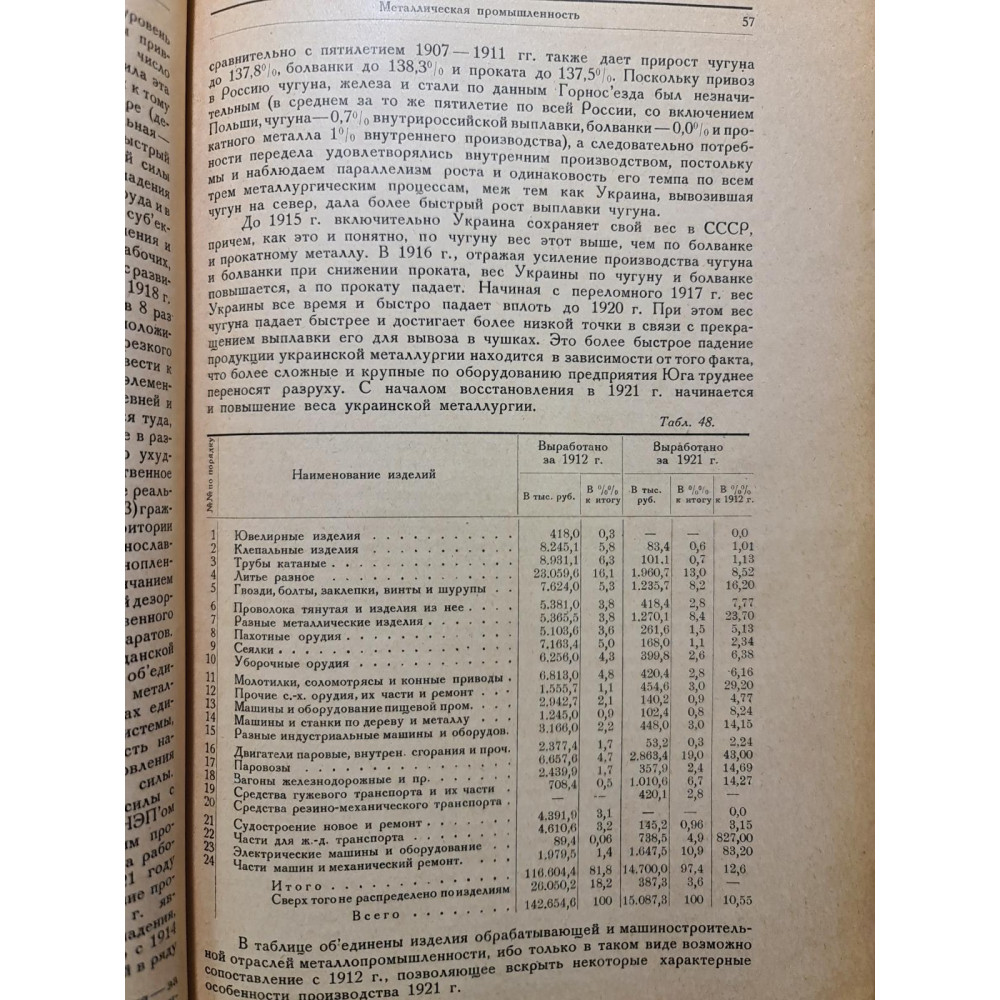 Металлическая промышленность 57
сравнительно с пятилетием 1907—1911 гг. также дает прирост чугуна
до 137,8%, болванки до 138,3% и проката до 137,5%. Поскольку привоз
в Россию чугуна, железа и стали по данным Горнос'езда был незначи-
тельным (в среднем за то же пятилетие по всей России, со включением
Польши, чугуна—0,7% внутрироссийской выплавки, болванки—0,0% и про-
катного металла 1% внутреннего производства), а следовательно потреб-
ности передела удовлетворялись внутренним производством, постольку
мы и наблюдаем параллелизм роста и одинаковость его темпа по всем
трем металлургическим процессам, меж тем как Украина, вывозившая
чугун на север, дала более быстрый рост выплавки чугуна.
До 1915 г. включительно Украина сохраняет свой вес в СССР,
причем, как это и понятно, по чугуну вес этот выше, чем по болванке
и прокатному металлу. В 1916 г., отражая усиление производства чугуна
и болванки при снижении проката, вес Украины по чугуну и болванке
повышается, а по прокату падает. Начиная с переломного 1917 г. вес
Украины все время и быстро падает вплоть до 1920 г. При этом вес
чугуна падает быстрее и достигает более низкой точки в связи с прекра-
щением выплавки его для вывоза в чушках. Это более быстрое падение
продукции украинской металлургии находится в зависимости от того факта,
что более сложные и крупные по оборудованию предприятия Юга труднее
переносят разруху. С началом восстановления в 1921 г. начинается
и повышение веса украинской металлургии.
Табл. 48.
№№ по порядку
Наименование изделий
Выработано за 1912 г.
Выработано за 1921 г.
В тыс. руб.
В %% к итогу
В тыс. руб.
В %% к итогу
В %% к 1912 г.
1 Ювелирные изделия 418,0 0,3 — — 0,0
2 Клепальные изделия 8.245,1 5,8 83,4 0,6 1,01
3 Трубы катаные 8.931,1 6,3 101.1 0,7 1,13
4 Литье разное 23.059,6 16,1 1.960,7 13,0 8,52
5 Гвозди, болты, заклепки, винты и шурупы 7.624,0 5,3 1.235,7 8,2 16,20
6 Проволока тянутая и изделия из нее 5.381,0 3,8 418,4 2,8 7,77
7 Разные металлические изделия 5.365,5 3,8 1.270,1 8,4 23,70
8 Пахотные орудия 5.103,6 3,6 261,6 1,5 5,13
9 Сеялки 7.163,4 5,0 168,0 1,1 2,34
10 Уборочные орудия 6.256,0 4,3 399,8 2,6 6,38
11 Молотилки, соломотрясы и конные приводы 6.813,0 4,8 420.4 2,8 6,16
12 Прочие с.-х. орудия, их части и ремонт 1.555,7 1,1 454,6 3,0 29,20
13 Машины и оборудование пищевой пром. 2.942,7 2,1 140,2 0,9 4,77
14 Машины и станки по дереву и металлу 1.245,0 0,9 102,4 0,8 8,24
15 Разные индустриальные машины и оборудов. 3.166,0 2,2 448,0 3,0 14,15
16 Двигатели паровые, внутрен. сгорания и проч. 2.377,4 1,7 53,2 0,3 2,24
17 Паровозы 6.657,6 4,7 2.863,4 19,0 43,00
18 Загоны железнодорожные и пр. 2.439,9 1,7 357,9 2,4 14,69
19 Средства гужевого транспорта и их части 708,4 0,5 1.010,6 6,7 14,27
20 Средства резино-механического транспорта — — 420,1 2,8 —
21 Судостроение новое и ремонт 4.391,9 3,1 — — 0,0
22 Части для ж.-д. транспорта 4.610,6 3,2 145,2 0,96 3,15
23 Электрические машины и оборудование 89,4 0,06 738,5 4,9 827,00
24 Части машин и механический ремонт. 1.979,5 1,4 1.647,5 10,9 83,20
Итого 116.604,4 81,8 14.700,0 97,4 12,6
Сверх того не распределено по изделиям 26.050,2 18,2 387,3 3,6 —
Всего 142.654,6 100 15.087,3 100 10,55
В таблице об'единены изделия обрабатывающей и машиностроитель-
ной отраслей металлопромышленности, ибо только в таком виде возможно
сопоставление с 1912 г., позволяющее вскрыть некоторые характерные
особенности производства 1921 г.